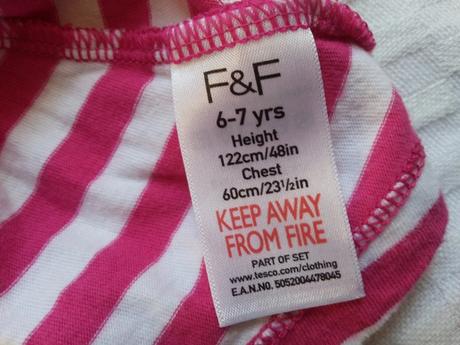 F&F
6-7 yrs
Height
122cm/48in
Chest
60cm/23½in
KEEP AWAY
FROM FIRE
PART OF SET
www.tesco.com/clothing
E.A.N.NO. 5052004478045